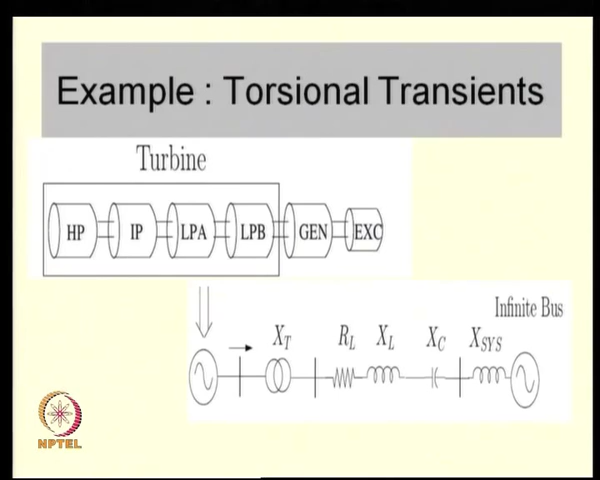 Example : Torsional Transients
Turbine
HP IP LPA LPB GEN EXC
Infinite Bus
X_T R_L X_L X_C X_SYS
NPTEL